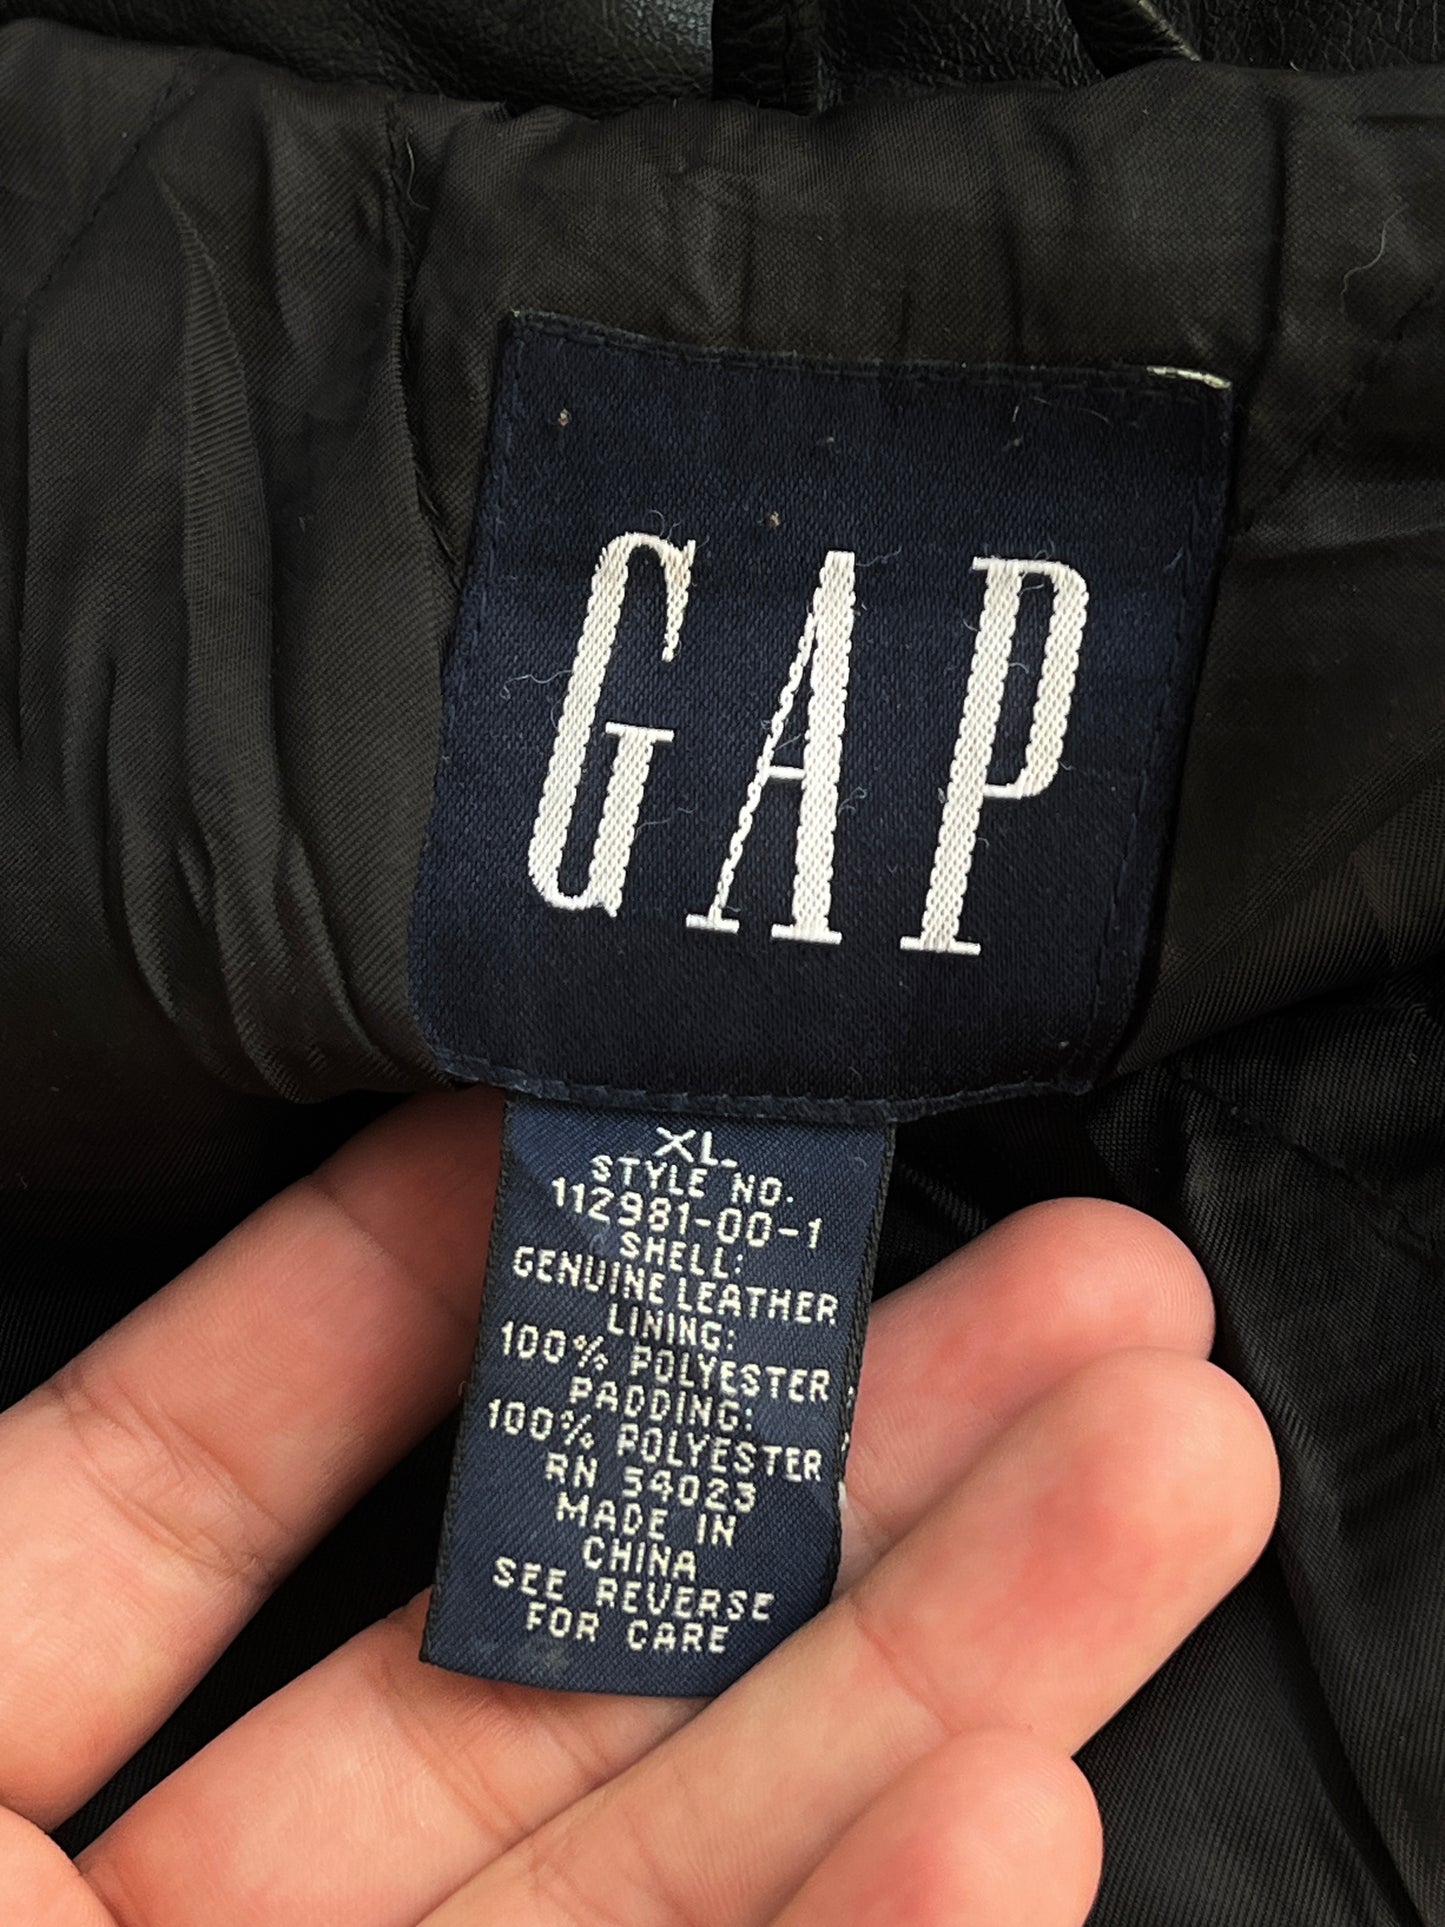 GAP
XL
STYLE NO.
112981-00-1
SHELL:
GENUINE LEATHER
LINING:
100% POLYESTER
PADDING:
100% POLYESTER
RN 54023
MADE IN
CHINA
SEE REVERSE
FOR CARE